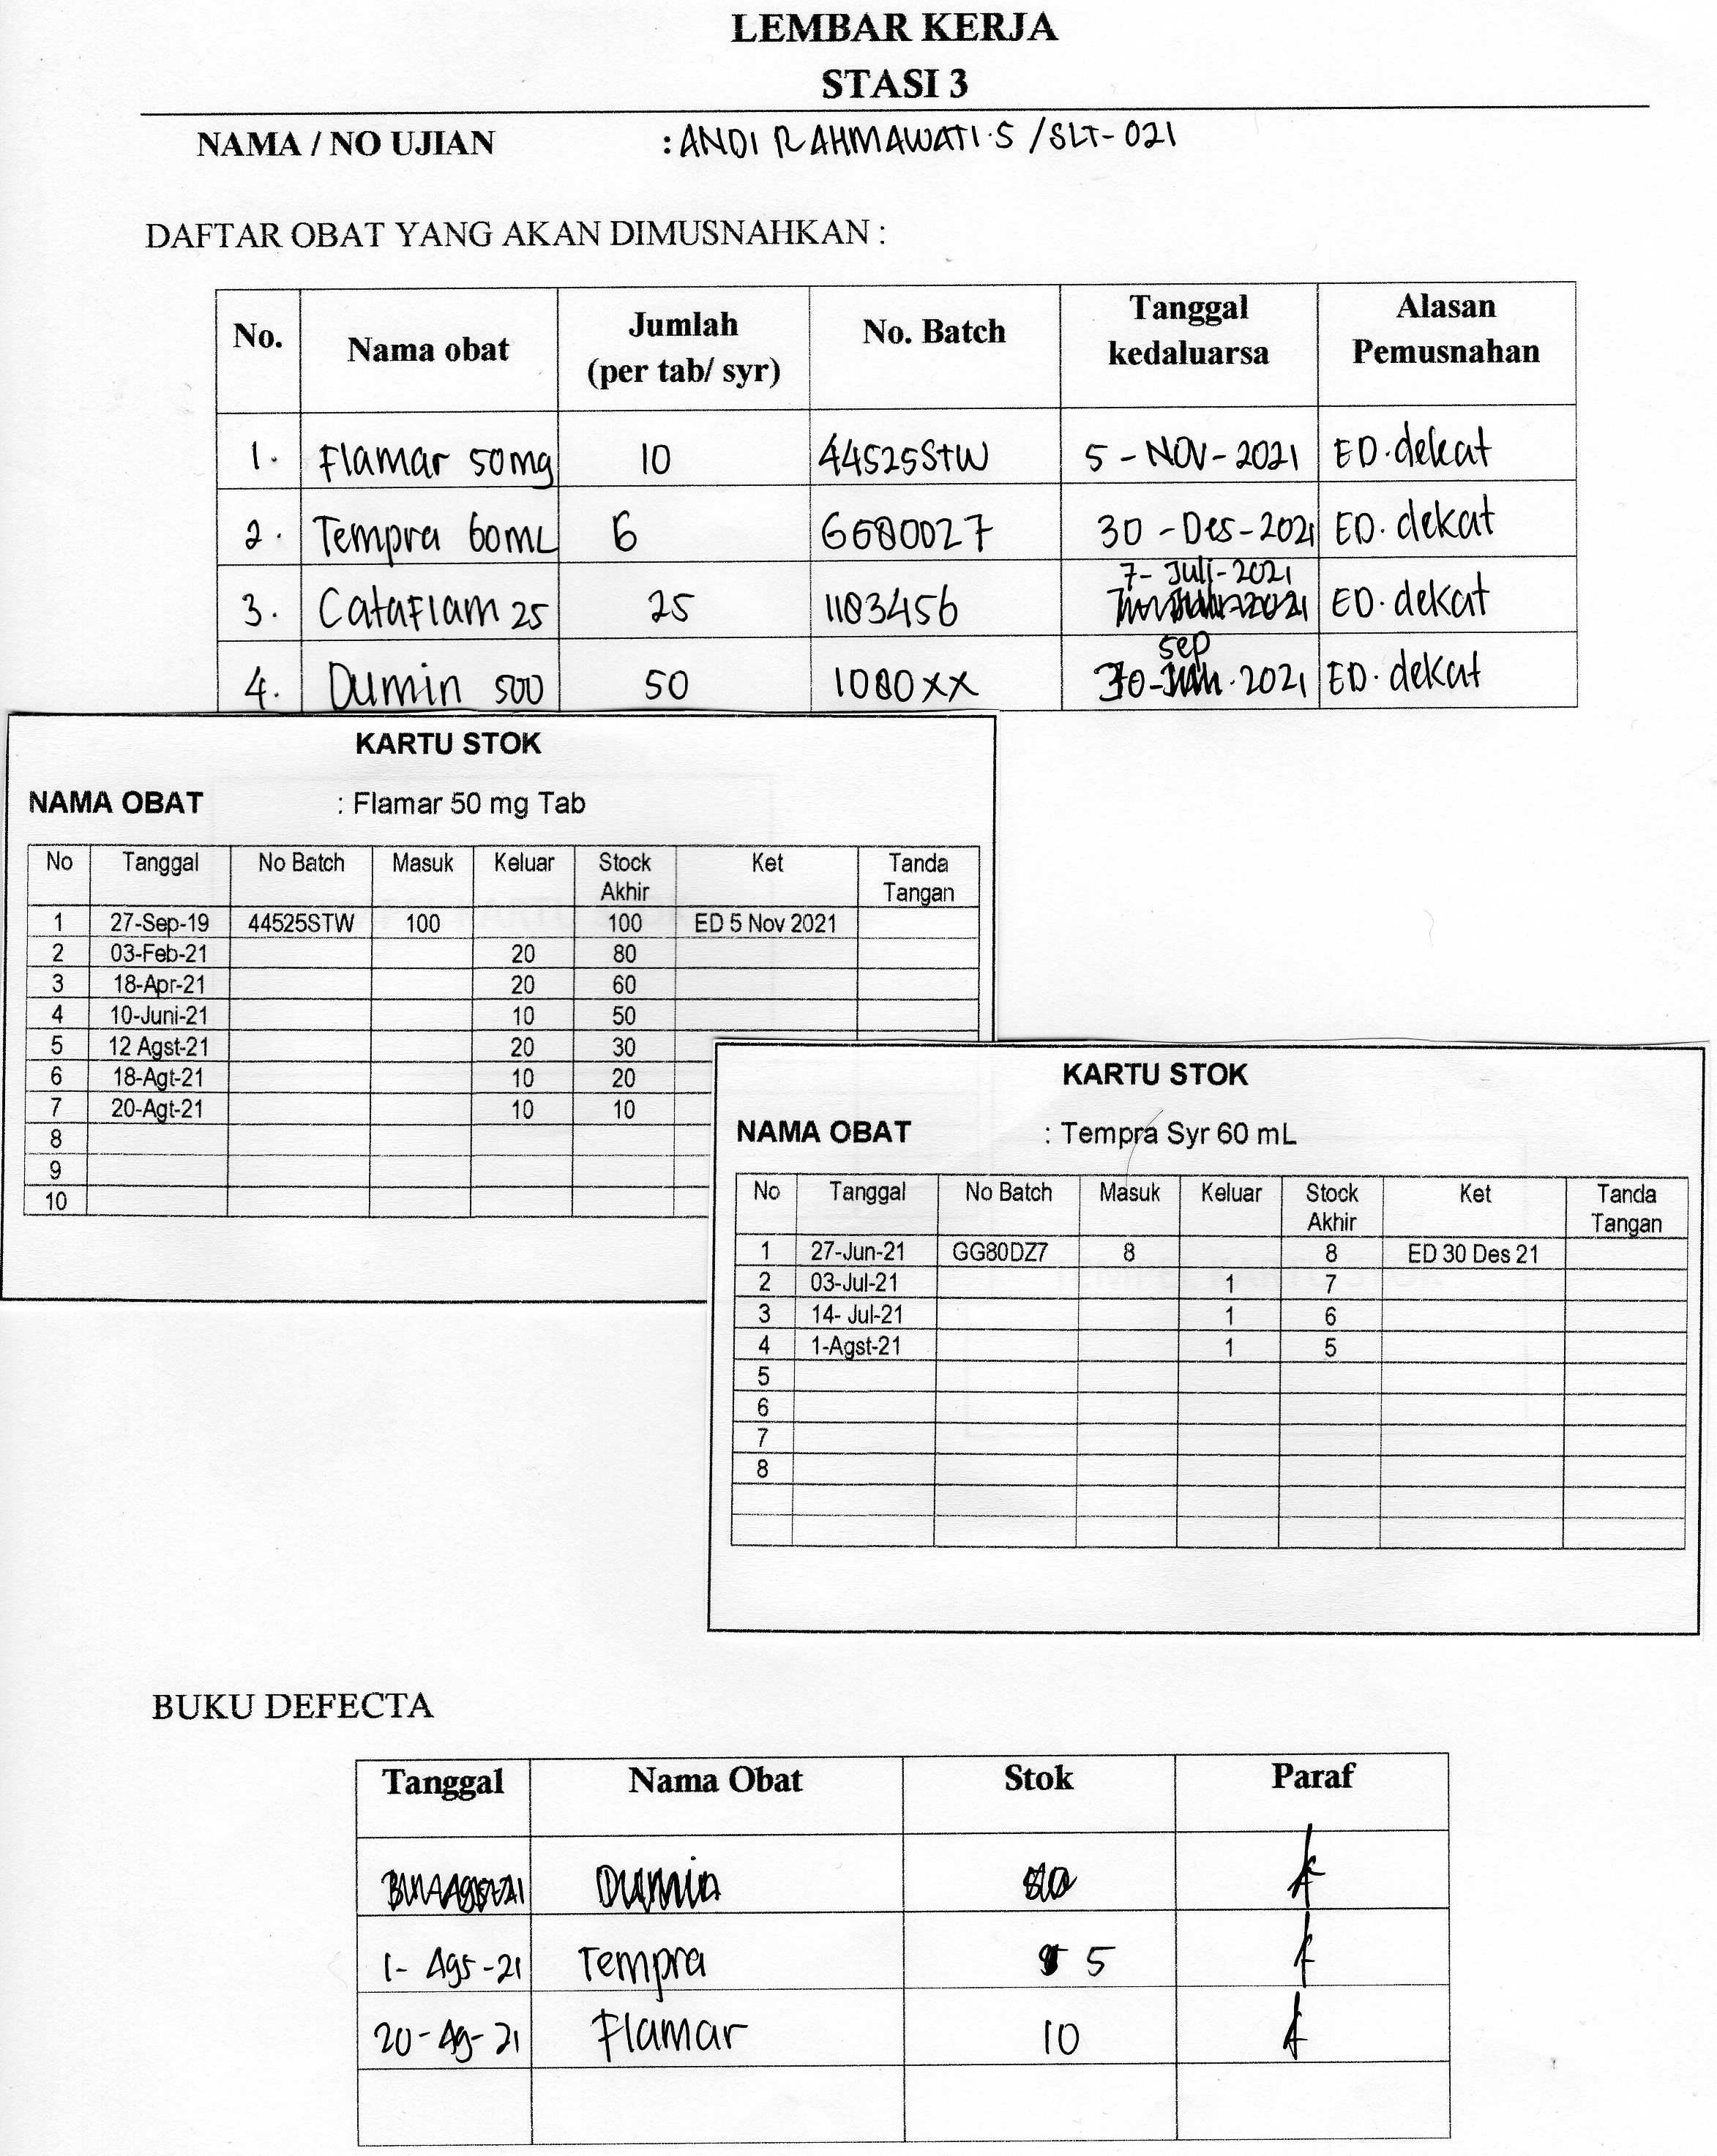 LEMBAR KERJA
STASI 3
NAMA / NO UJIAN : ANDI RAHMAWATI.S /SLT-021
DAFTAR OBAT YANG AKAN DIMUSNAHKAN :
No. Nama obat Jumlah (per tab/ syr) No. Batch Tanggal kedaluarsa Alasan Pemusnahan
1. Flamar 50mg 10 44525STW 5-NOV-2021 ED.dekat
2. Tempra 60mL 6 6680027 30-Des-2021 ED.dekat
3. Cataflam 25 25 1183456 7-Juli-2021 ED.dekat
4. Dumin 500 50 1080xx 30-sep.2021 ED.dekat
KARTU STOK
NAMA OBAT : Flamar 50 mg Tab
No Tanggal No Batch Masuk Keluar Stock Akhir Ket Tanda Tangan
1 27-Sep-19 44525STW 100 100 ED 5 Nov 2021
2 03-Feb-21 20 80
3 18-Apr-21 20 60
4 10-Juni-21 10 50
5 12 Agst-21 20 30
6 18-Agt-21 10 20
7 20-Agt-21 10 10
8
9
10
KARTU STOK
NAMA OBAT : Tempra Syr 60 mL
No Tanggal No Batch Masuk Keluar Stock Akhir Ket Tanda Tangan
1 27-Jun-21 GG80DZ7 8 8 ED 30 Des 21
2 03-Jul-21 1 7
3 14- Jul-21 1 6
4 1-Agst-21 1 5
5
6
7
8
BUKU DEFECTA
Tanggal Nama Obat Stok Paraf
Dumin
1-Ags-21 Tempra 5
20-Ag-21 Flamar 10